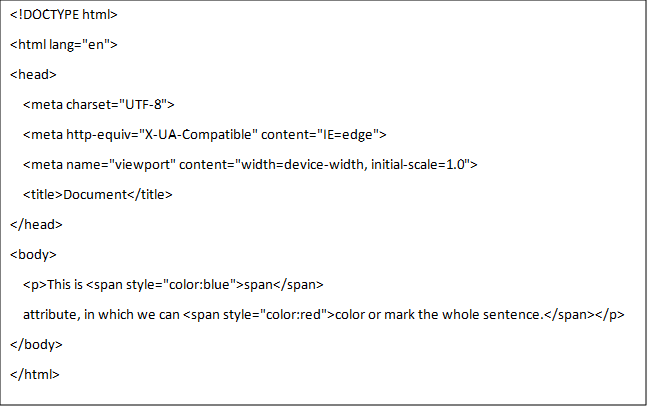 <!DOCTYPE html>
<html lang="en">
<head>
<meta charset="UTF-8">
<meta http-equiv="X-UA-Compatible" content="IE=edge">
<meta name="viewport" content="width=device-width, initial-scale=1.0">
<title>Document</title>
</head>
<body>
<p>This is <span style="color:blue">span</span>
attribute, in which we can <span style="color:red">color or mark the whole sentence.</span></p>
</body>
</html>